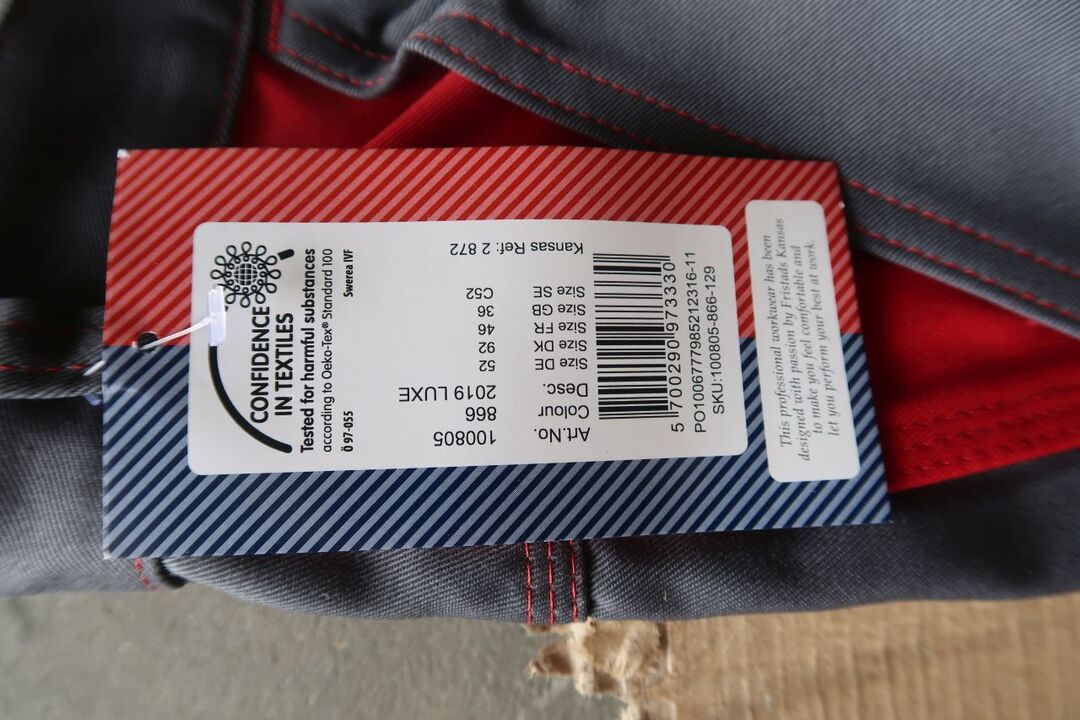 CONFIDENCE
IN TEXTILES
Tested for harmful substances
according to Oeko-Tex® Standard 100
ö 97-055 Swerea IVF
Art.No. 100805
Colour 866
Desc. 2019 LUXE
Size DE 52
Size DK 92
Size FR 46
Size GB 36
Size SE C52
Kansas Ref: 2 872
5 700290 973330
PO100677985212316-11
SKU:100805-866-129
This professional workwear has been
designed with passion by Fristads Kansas
to make you feel comfortable and
let you perform your best at work.